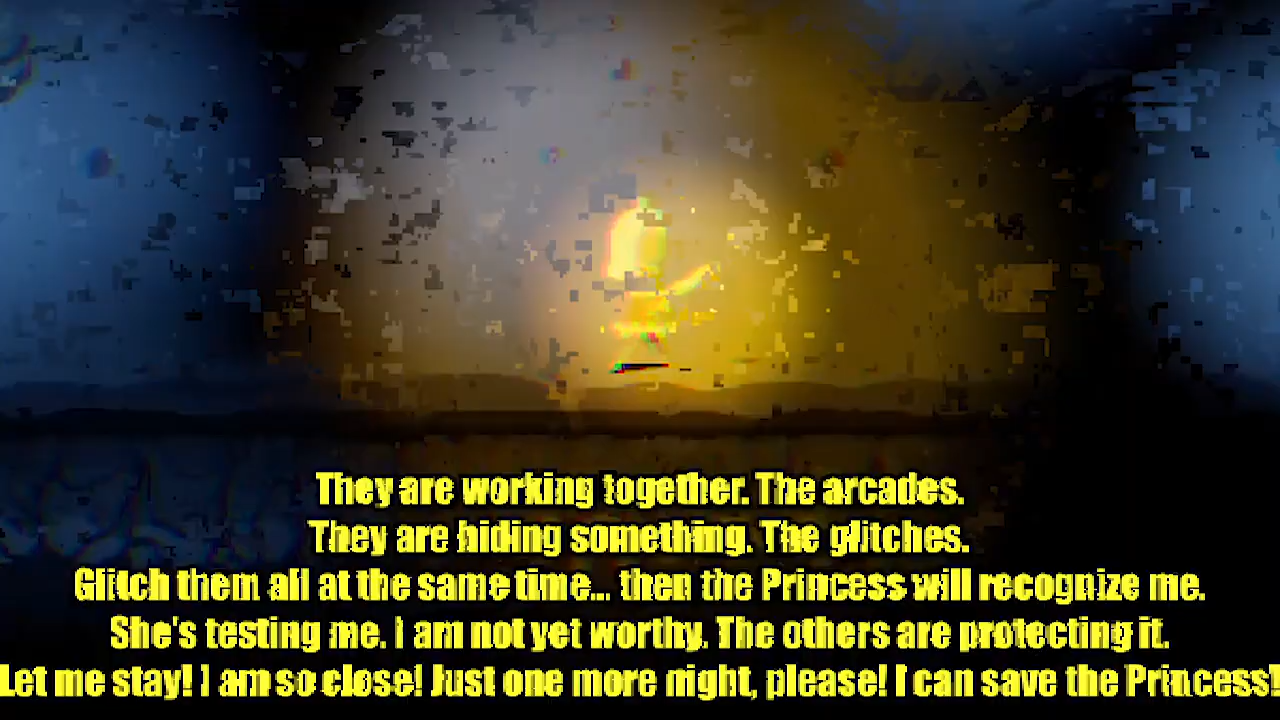 They are working together. The arcades.
They are hiding something. The glitches.
Glitch them all at the same time... then the Princess will recognize me.
She's testing me. I am not yet worthy. The others are protecting it.
Let me stay! I am so close! Just one more night, please! I can save the Princess!